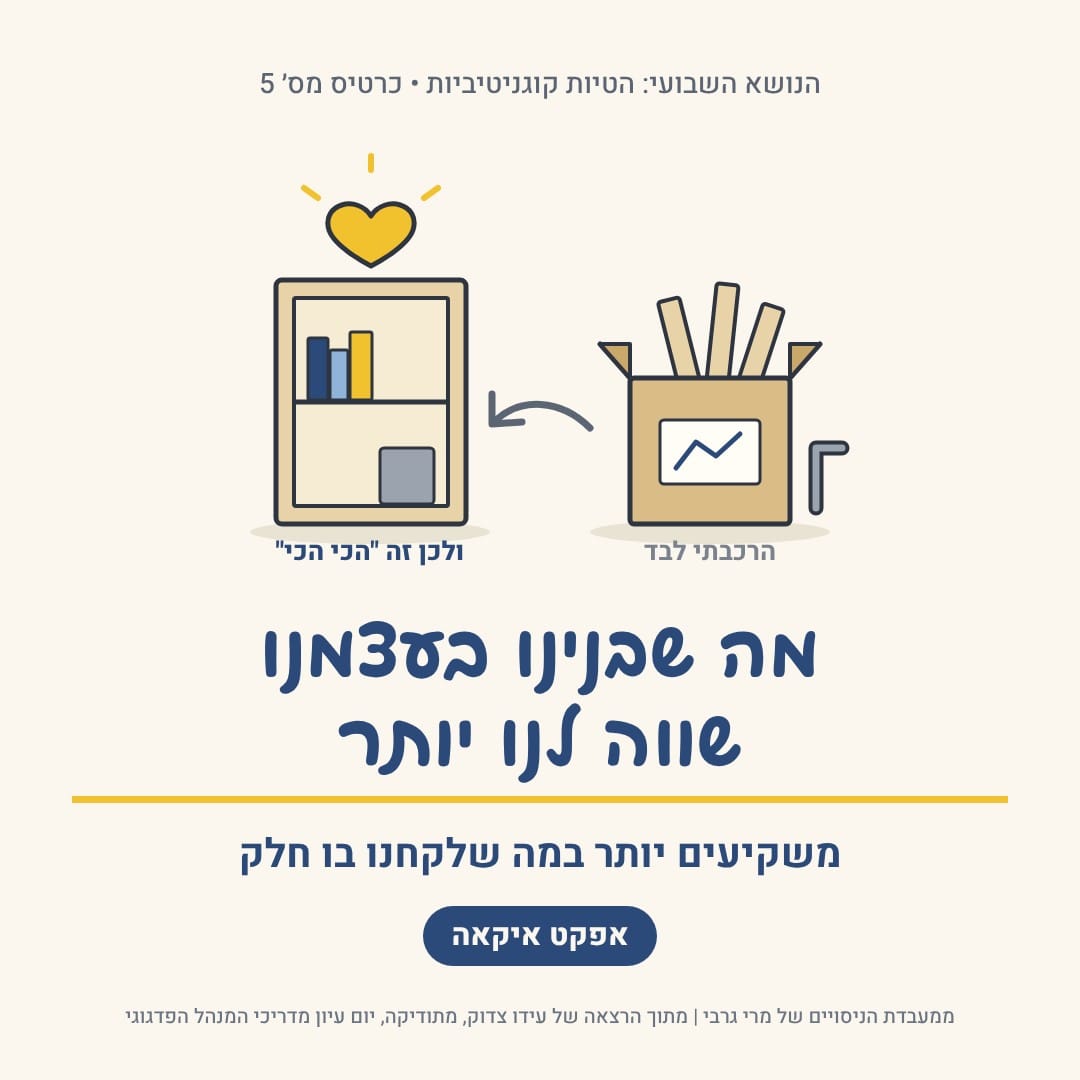 הנושא השבועי: הטיות קוגניטיביות • כרטיס מס׳ 5
הרכבתי לבד
ולכן זה "הכי הכי"
מה שבנינו בעצמנו
שווה לנו יותר
משקיעים יותר במה שלקחנו בו חלק
אפקט איקאה
ממעבדת הניסויים של מרי גרבי | מתוך הרצאה של עידו צדוק, מתודיקה, יום עיון מדריכי המנהל הפדגוגי